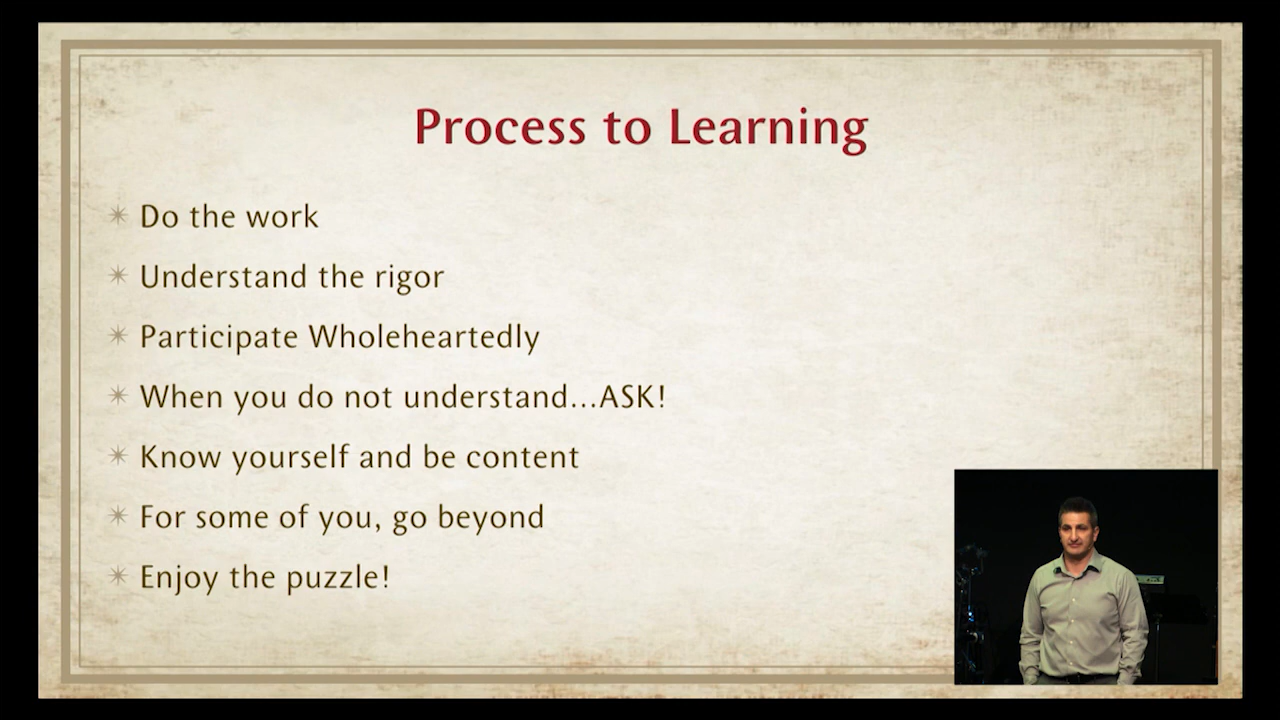 Process to Learning
Do the work
Understand the rigor
Participate Wholeheartedly
When you do not understand...ASK!
Know yourself and be content
For some of you, go beyond
Enjoy the puzzle!